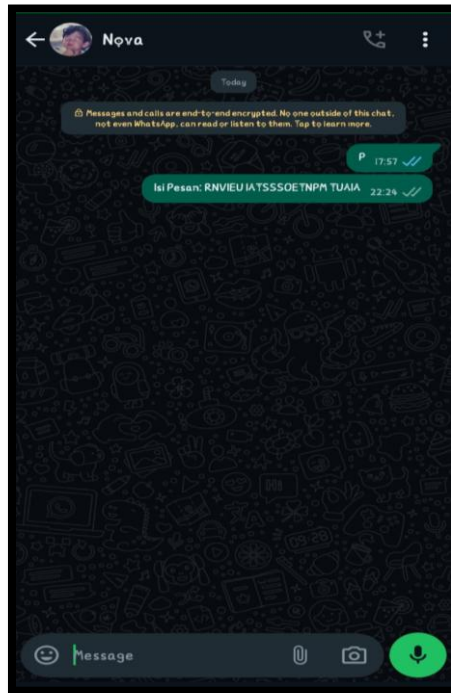 Nova
Today
Messages and calls are end-to-end encrypted. No one outside of this chat,
not even WhatsApp, can read or listen to them. Tap to learn more.
P 17:57
Isi Pesan: RNVIEU IATSSSOETNPM TUAIA 22:24
Message